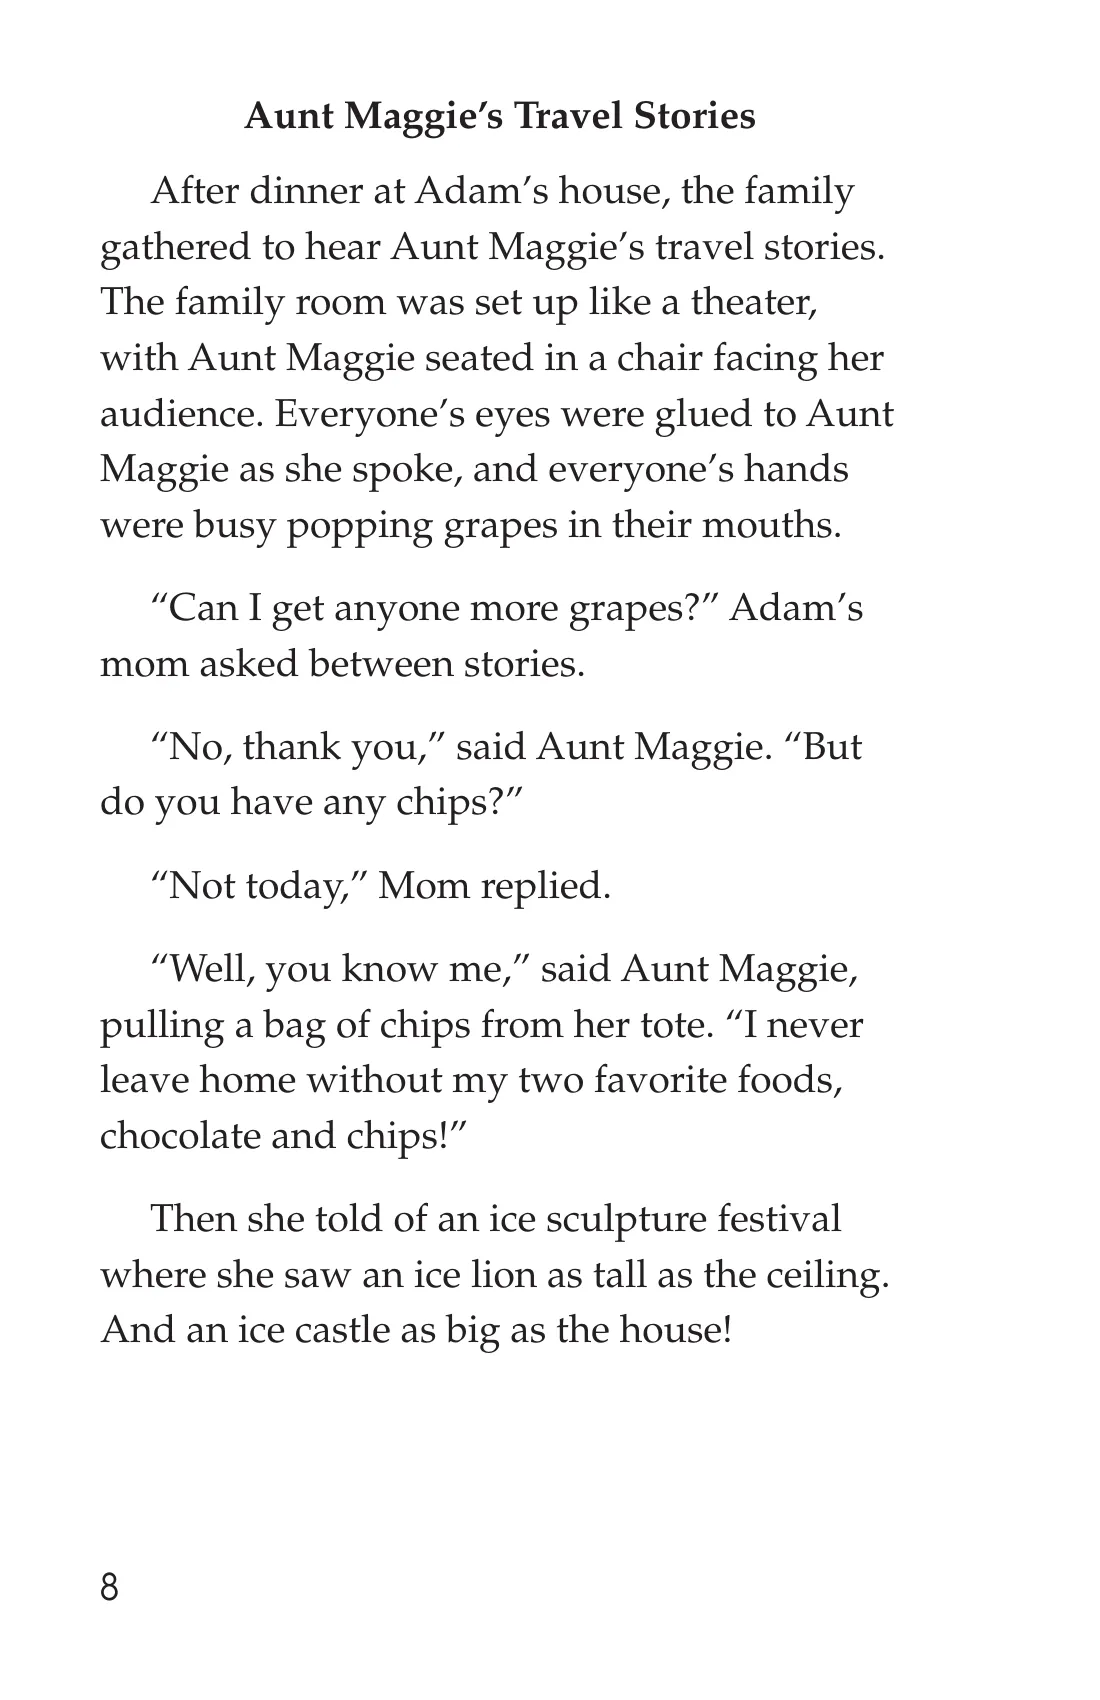 Aunt Maggie’s Travel Stories
After dinner at Adam’s house, the family
gathered to hear Aunt Maggie’s travel stories.
The family room was set up like a theater,
with Aunt Maggie seated in a chair facing her
audience. Everyone’s eyes were glued to Aunt
Maggie as she spoke, and everyone’s hands
were busy popping grapes in their mouths.
“Can I get anyone more grapes?” Adam’s
mom asked between stories.
“No, thank you,” said Aunt Maggie. “But
do you have any chips?”
“Not today,” Mom replied.
“Well, you know me,” said Aunt Maggie,
pulling a bag of chips from her tote. “I never
leave home without my two favorite foods,
chocolate and chips!”
Then she told of an ice sculpture festival
where she saw an ice lion as tall as the ceiling.
And an ice castle as big as the house!
8